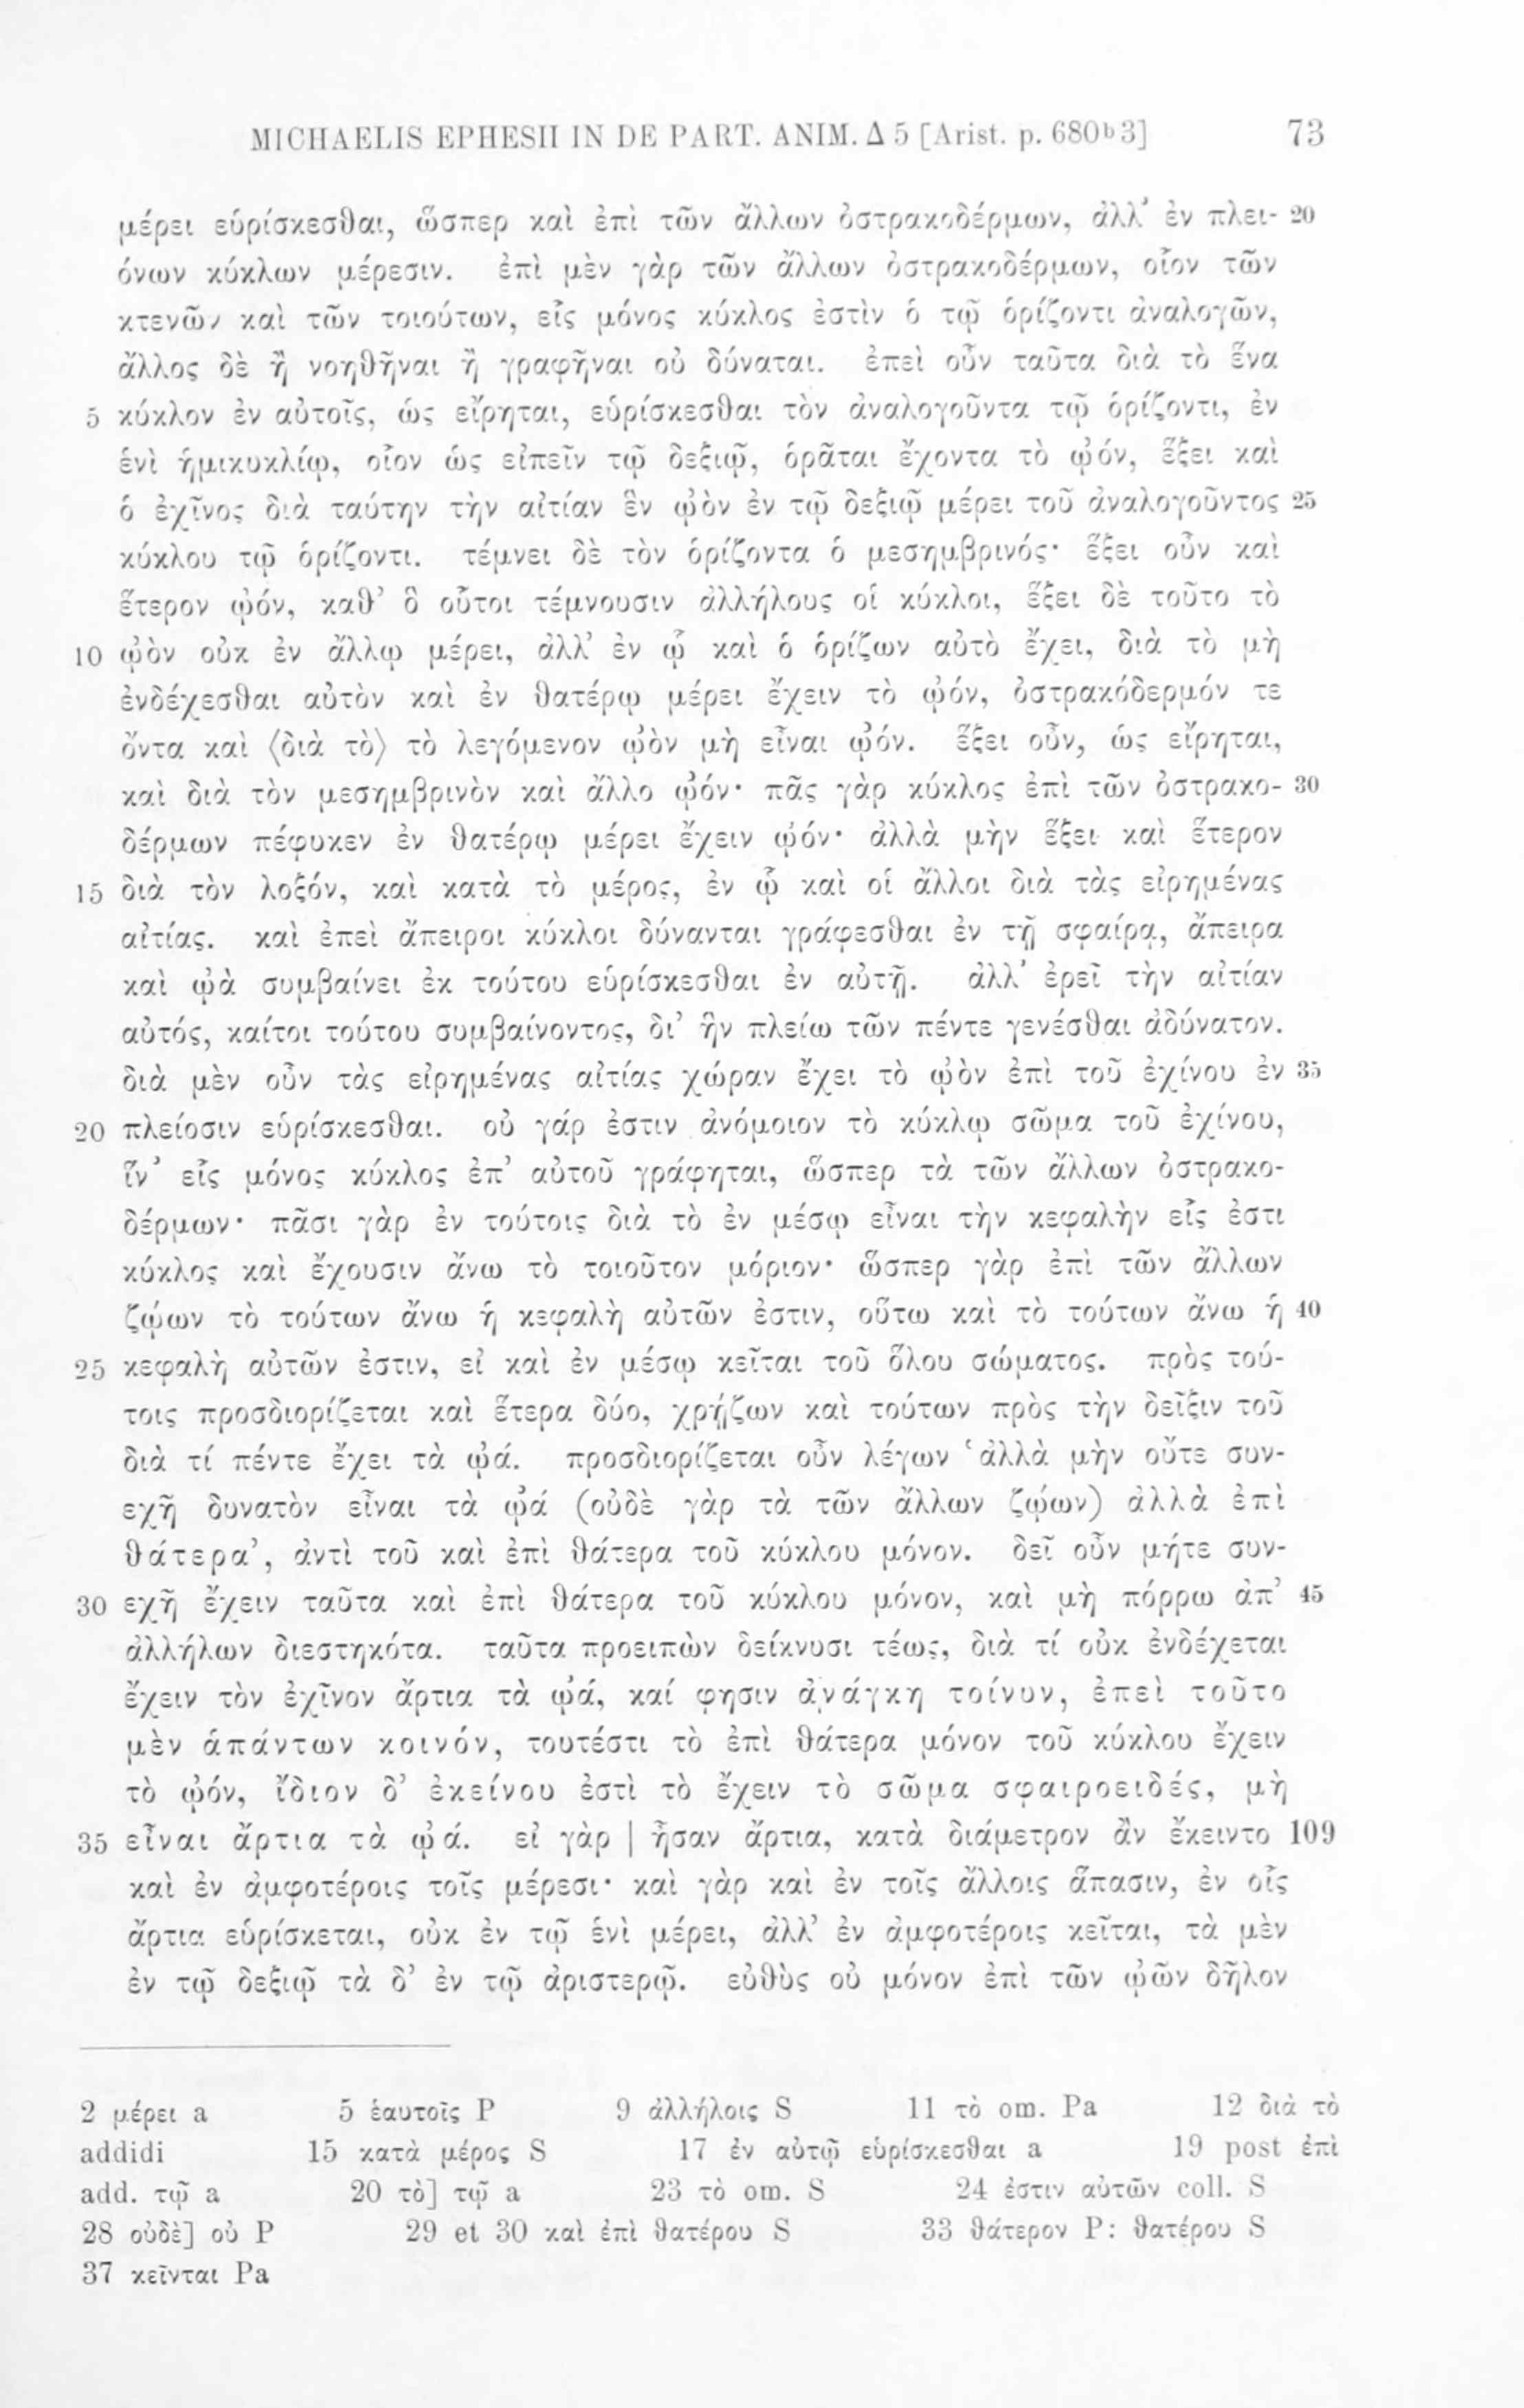 MICHAELIS EPHESII IN DE PART. ANIM. Δ 5 [Arist. p. 680b3] 73
μέρει εὑρίσκεσθαι, ὥσπερ καὶ ἐπὶ τῶν ἄλλων ὀστρακοδέρμων, ἀλλ’ ἐν πλει- 20
όνων κύκλων μέρεσιν. ἐπὶ μὲν γὰρ τῶν ἄλλων ὀστρακοδέρμων, οἷον τῶν
κτενῶν καὶ τῶν τοιούτων, εἷς μόνος κύκλος ἐστὶν ὁ τῷ ὁρίζοντι ἀναλογῶν,
ἄλλος δὲ ἢ νοηθῆναι ἢ γραφῆναι οὐ δύναται. ἐπεὶ οὖν ταῦτα διὰ τὸ ἕνα
5 κύκλον ἐν αὐτοῖς, ὡς εἴρηται, εὑρίσκεσθαι τὸν ἀναλογοῦντα τῷ ὁρίζοντι, ἐν
ἑνὶ ἡμικυκλίῳ, οἷον ὡς εἰπεῖν τῷ δεξιῷ, ὁρᾶται ἔχοντα τὸ ᾠόν, ἕξει καὶ
ὁ ἐχῖνος διὰ ταύτην τὴν αἰτίαν ἓν ᾠὸν ἐν τῷ δεξιῷ μέρει τοῦ ἀναλογοῦντος 25
κύκλου τῷ ὁρίζοντι. τέμνει δὲ τὸν ὁρίζοντα ὁ μεσημβρινός· ἕξει οὖν καὶ
ἕτερον ᾠόν, καθ’ ὃ οὗτοι τέμνουσιν ἀλλήλους οἱ κύκλοι, ἕξει δὲ τοῦτο τὸ
10 ᾠὸν οὐκ ἐν ἄλλῳ μέρει, ἀλλ’ ἐν ᾧ καὶ ὁ ὁρίζων αὐτὸ ἔχει, διὰ τὸ μὴ
ἐνδέχεσθαι αὐτὸν καὶ ἐν θατέρῳ μέρει ἔχειν τὸ ᾠόν, ὀστρακόδερμόν τε
ὄντα καὶ ⟨διὰ τὸ⟩ τὸ λεγόμενον ᾠὸν μὴ εἶναι ᾠόν. ἕξει οὖν, ὡς εἴρηται,
καὶ διὰ τὸν μεσημβρινὸν καὶ ἄλλο ᾠόν· πᾶς γὰρ κύκλος ἐπὶ τῶν ὀστρακο- 30
δέρμων πέφυκεν ἐν θατέρῳ μέρει ἔχειν ᾠόν· ἀλλὰ μὴν ἕξει καὶ ἕτερον
15 διὰ τὸν λοξόν, καὶ κατὰ τὸ μέρος, ἐν ᾧ καὶ οἱ ἄλλοι διὰ τὰς εἰρημένας
αἰτίας. καὶ ἐπεὶ ἄπειροι κύκλοι δύνανται γράφεσθαι ἐν τῇ σφαίρᾳ, ἄπειρα
καὶ ᾠὰ συμβαίνει ἐκ τούτου εὑρίσκεσθαι ἐν αὐτῇ. ἀλλ’ ἐρεῖ τὴν αἰτίαν
αὐτός, καίτοι τούτου συμβαίνοντος, δι’ ἣν πλείω τῶν πέντε γενέσθαι ἀδύνατον.
διὰ μὲν οὖν τὰς εἰρημένας αἰτίας χώραν ἔχει τὸ ᾠὸν ἐπὶ τοῦ ἐχίνου ἐν 35
20 πλείοσιν εὑρίσκεσθαι. οὐ γάρ ἐστιν ἀνόμοιον τὸ κύκλῳ σῶμα τοῦ ἐχίνου,
ἵν’ εἷς μόνος κύκλος ἐπ’ αὐτοῦ γράφηται, ὥσπερ τὰ τῶν ἄλλων ὀστρακο-
δέρμων· πᾶσι γὰρ ἐν τούτοις διὰ τὸ ἐν μέσῳ εἶναι τὴν κεφαλὴν εἷς ἐστι
κύκλος καὶ ἔχουσιν ἄνω τὸ τοιοῦτον μόριον· ὥσπερ γὰρ ἐπὶ τῶν ἄλλων
ζῴων τὸ τούτων ἄνω ἡ κεφαλὴ αὐτῶν ἐστιν, οὕτω καὶ τὸ τούτων ἄνω ἡ 40
25 κεφαλὴ αὐτῶν ἐστιν, εἰ καὶ ἐν μέσῳ κεῖται τοῦ ὅλου σώματος. πρὸς τού-
τοις προσδιορίζεται καὶ ἕτερα δύο, χρῄζων καὶ τούτων πρὸς τὴν δεῖξιν τοῦ
διὰ τί πέντε ἔχει τὰ ᾠά. προσδιορίζεται οὖν λέγων ‘ἀλλὰ μὴν οὔτε συν-
εχῆ δυνατὸν εἶναι τὰ ᾠά (οὐδὲ γὰρ τὰ τῶν ἄλλων ζῴων) ἀλλὰ ἐπὶ
θάτερα’, ἀντὶ τοῦ καὶ ἐπὶ θάτερα τοῦ κύκλου μόνον. δεῖ οὖν μήτε συν-
30 εχῆ ἔχειν ταῦτα καὶ ἐπὶ θάτερα τοῦ κύκλου μόνον, καὶ μὴ πόρρω ἀπ’ 45
ἀλλήλων διεστηκότα. ταῦτα προειπὼν δείκνυσι τέως, διὰ τί οὐκ ἐνδέχεται
ἔχειν τὸν ἐχῖνον ἄρτια τὰ ᾠά, καί φησιν ἀνάγκη τοίνυν, ἐπεὶ τοῦτο
μὲν ἁπάντων κοινόν, τουτέστι τὸ ἐπὶ θάτερα μόνον τοῦ κύκλου ἔχειν
τὸ ᾠόν, ἴδιον δ’ ἐκείνου ἐστὶ τὸ ἔχειν τὸ σῶμα σφαιροειδές, μὴ
35 εἶναι ἄρτια τὰ ᾠά. εἰ γὰρ | ἦσαν ἄρτια, κατὰ διάμετρον ἂν ἔκειντο 109
καὶ ἐν ἀμφοτέροις τοῖς μέρεσι· καὶ γὰρ καὶ ἐν τοῖς ἄλλοις ἅπασιν, ἐν οἷς
ἄρτια εὑρίσκεται, οὐκ ἐν τῷ ἑνὶ μέρει, ἀλλ’ ἐν ἀμφοτέροις κεῖται, τὰ μὲν
ἐν τῷ δεξιῷ τὰ δ’ ἐν τῷ ἀριστερῷ. εὐθὺς οὐ μόνον ἐπὶ τῶν ᾠῶν δῆλον
2 μέρει a 5 ἑαυτοῖς P 9 ἀλλήλοις S 11 τὸ om. Pa 12 διὰ τὸ
addidi 15 κατὰ μέρος S 17 ἐν αὐτῷ εὑρίσκεσθαι a 19 post ἐπὶ
add. τῷ a 20 τὸ] τῷ a 23 τὸ om. S 24 ἐστιν αὐτῶν coll. S
28 οὐδὲ] οὐ P 29 et 30 καὶ ἐπὶ θατέρου S 33 θάτερον P: θατέρου S
37 κεῖνται Pa